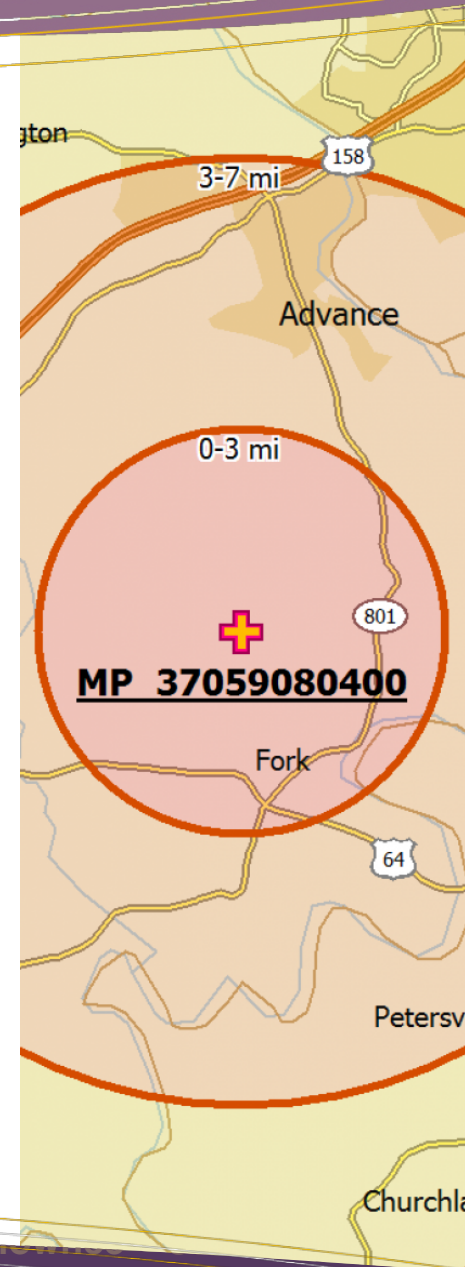 gton
158
3-7 mi
Advance
0-3 mi
801
MP 37059080400
Fork
64
Petersv
Churchla